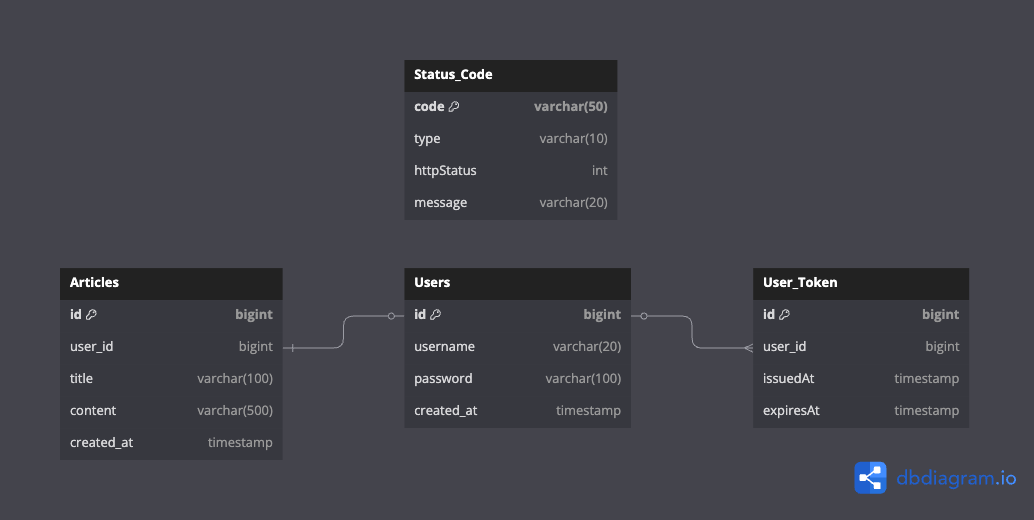 Status_Code
code varchar(50)
type varchar(10)
httpStatus int
message varchar(20)
Articles
id bigint
user_id bigint
title varchar(100)
content varchar(500)
created_at timestamp
Users
id bigint
username varchar(20)
password varchar(100)
created_at timestamp
User_Token
id bigint
user_id bigint
issuedAt timestamp
expiresAt timestamp
dbdiagram.io